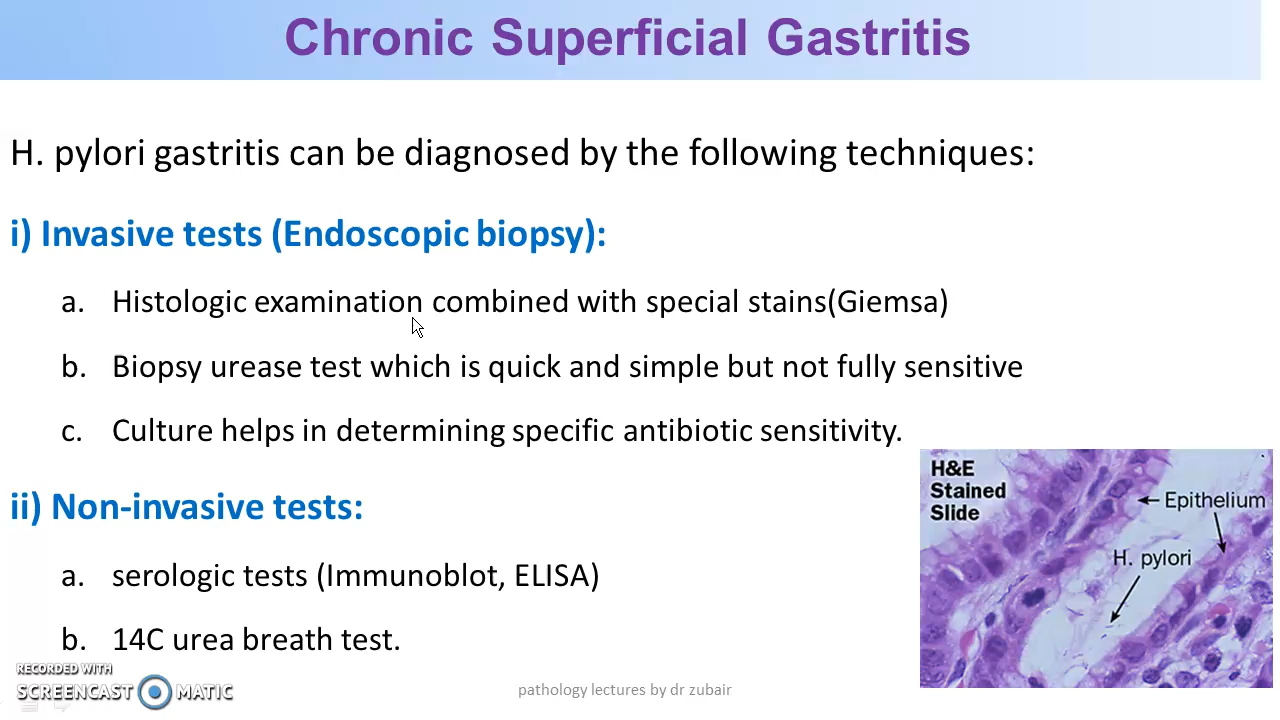 Chronic Superficial Gastritis
H. pylori gastritis can be diagnosed by the following techniques:
i) Invasive tests (Endoscopic biopsy):
a. Histologic examination combined with special stains(Giemsa)
b. Biopsy urease test which is quick and simple but not fully sensitive
c. Culture helps in determining specific antibiotic sensitivity.
ii) Non-invasive tests:
a. serologic tests (Immunoblot, ELISA)
b. 14C urea breath test.
H&E
Stained
Slide
Epithelium
H. pylori
RECORDED WITH
SCREENCAST MATIC
pathology lectures by dr zubair